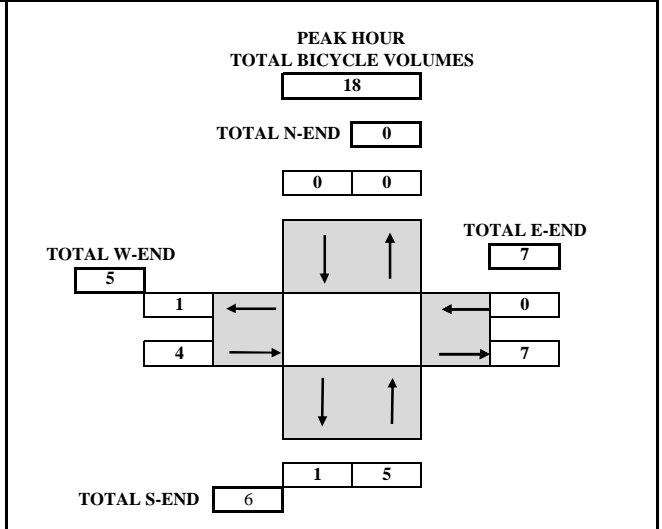 PEAK HOUR
TOTAL BICYCLE VOLUMES
18
TOTAL N-END 0
0 0
TOTAL E-END
7
TOTAL W-END
5
1 0
4 7
1 5
TOTAL S-END 6